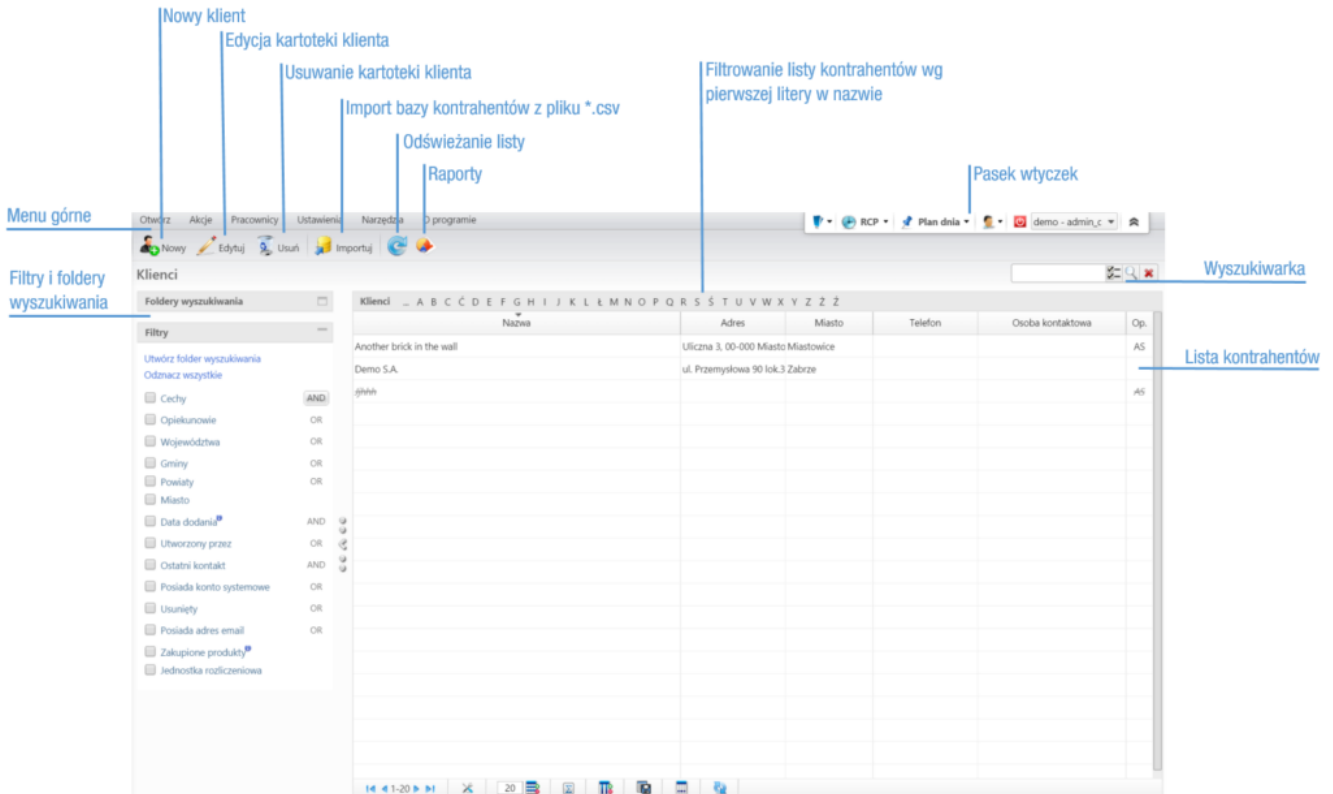 Nowy klient
Edycja kartoteki klienta
Usuwanie kartoteki klienta
Filtrowanie listy kontrahentów wg
pierwszej litery w nazwie
Import bazy kontrahentów z pliku *.csv
Odświeżanie listy
Raporty
Pasek wtyczek
Menu górne
Otwórz Akcje Pracownicy Ustawienia Narzędzia O programie
RCP Plan dnia demo - admin_c
Nowy Edytuj Usuń Importuj
Klienci
Wyszukiwarka
Filtry i foldery
wyszukiwania
Foldery wyszukiwania
Klienci _ A B C Ć D E F G H I J K L Ł M N O P Q R S Ś T U V W X Y Z Ź Ż
Nazwa Adres Miasto Telefon Osoba kontaktowa Op.
Filtry
Another brick in the wall Uliczna 3, 00-000 Miasto Miastowice AS
Utwórz folder wyszukiwania
Lista kontrahentów
Demo S.A. ul. Przemysłowa 90 lok.3 Zabrze
Odznacz wszystkie
AS
Cechy AND
Opiekunowie OR
Województwa OR
Gminy OR
Powiaty OR
Miasto
Data dodania AND
Utworzony przez OR
Ostatni kontakt AND
Posiada konto systemowe OR
Usunięty OR
Posiada adres email OR
Zakupione produkty
Jednostka rozliczeniowa
1-20 20